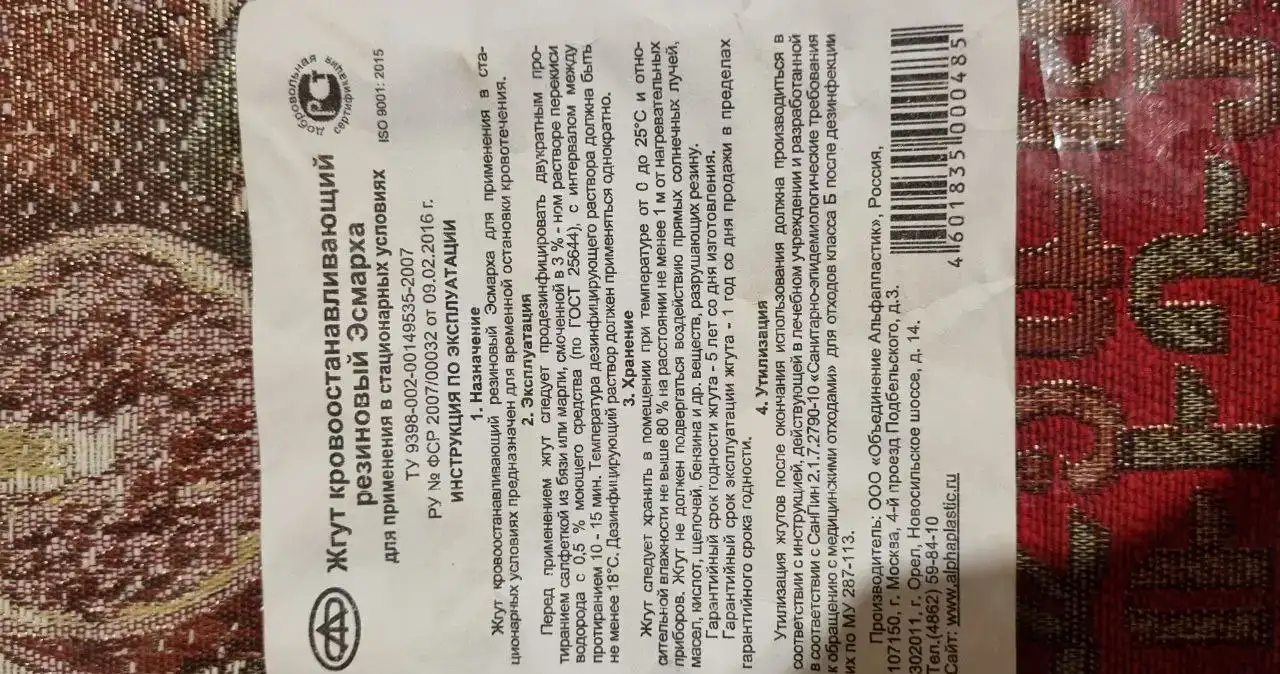 Жгут кровоостанавливающий
резиновый Эсмарха
для применения в стационарных условиях
добровольная
РСТ
сертификация
ISO 9001: 2015
ТУ 9398-002-00149535-2007
РУ № ФСР 2007/00032 от 09.02.2016 г.
ИНСТРУКЦИЯ ПО ЭКСПЛУАТАЦИИ
1. Назначение
Жгут кровоостанавливающий резиновый Эсмарха для применения в ста-
ционарных условиях предназначен для временной остановки кровотечения.
2. Эксплуатация
Перед применением жгут следует продезинфицировать двукратным про-
тиранием салфеткой из бязи или марли, смоченной в 3 % - ном растворе перекиси
водорода с 0,5 % моющего средства (по ГОСТ 25644), с интервалом между
протиранием 10 - 15 мин. Температура дезинфицирующего раствора должна быть
не менее 18°С. Дезинфицирующий раствор должен применяться однократно.
3. Хранение
Жгут следует хранить в помещении при температуре от 0 до 25°С и отно-
сительной влажности не выше 80 % на расстоянии не менее 1 м от нагревательных
приборов. Жгут не должен подвергаться воздействию прямых солнечных лучей,
масел, кислот, щелочей, бензина и др. веществ, разрушающих резину.
Гарантийный срок годности жгута - 5 лет со дня изготовления.
Гарантийный срок эксплуатации жгута - 1 год со дня продажи в пределах
гарантийного срока годности.
4. Утилизация
Утилизация жгутов после окончания использования должна производиться в
соответствии с инструкцией, действующей в лечебном учреждении и разработанной
в соответствии с СанПин 2.1.7.2790-10 «Санитарно-эпидемиологические требования
к обращению с медицинскими отходами» для отходов класса Б после дезинфекции
их по МУ 287-113.
Производитель: ООО «Объединение Альфапластик», Россия,
107150, г. Москва, 4-й проезд Подбельского, д.3.
302011, г. Орел, Новосильское шоссе, д. 14.
Тел.(4862) 59-84-10
Сайт: www.alphaplastic.ru
4 601835 000485